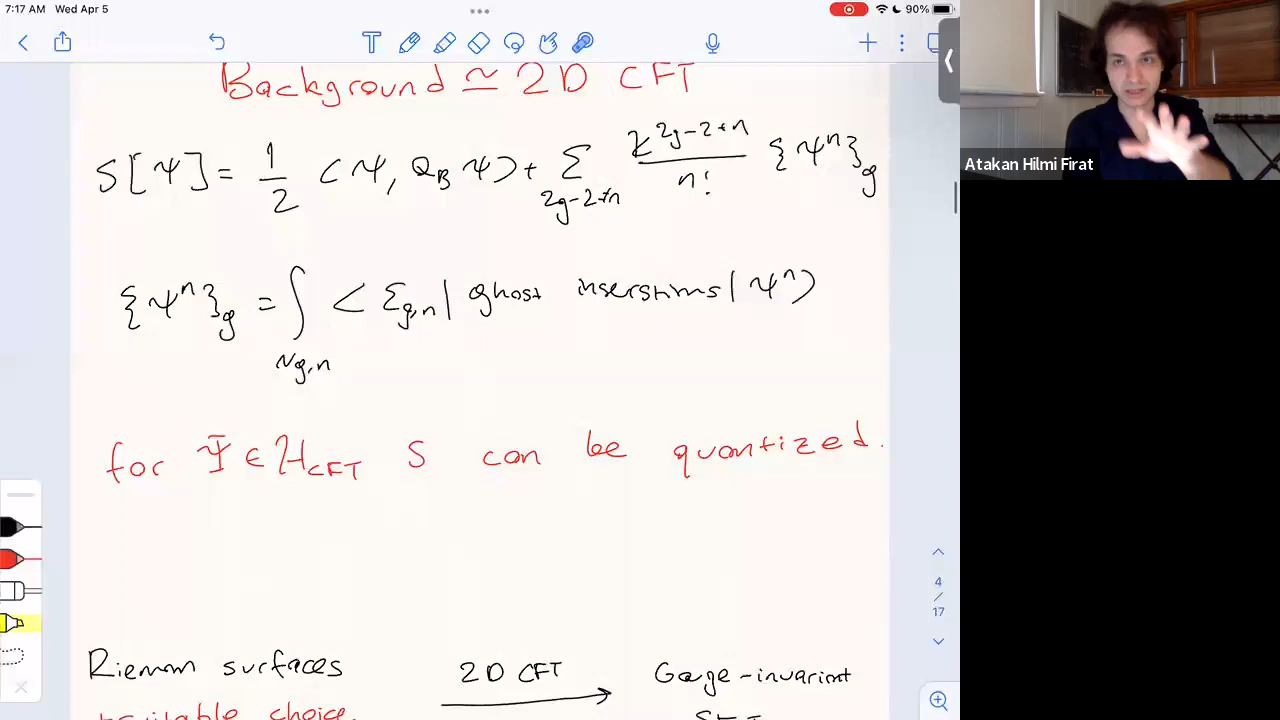 7:17 AM Wed Apr 5
90%
Background ≃ 2D CFT
S[Ψ] = 1/2 ⟨Ψ, Q_B Ψ⟩ + Σ_{2g-2+n} κ^{2g-2+n}/n! {Ψ^n}_g
{Ψ^n}_g = ∫_{V_{g,n}} < Σ_{g,n} | ghost inserstions | Ψ^n ⟩
for Ψ ∈ H_CFT S can be quantized.
Riemann surfaces
2D CFT
Gauge-invariant
choice
Atakan Hilmi Firat
4
/
17